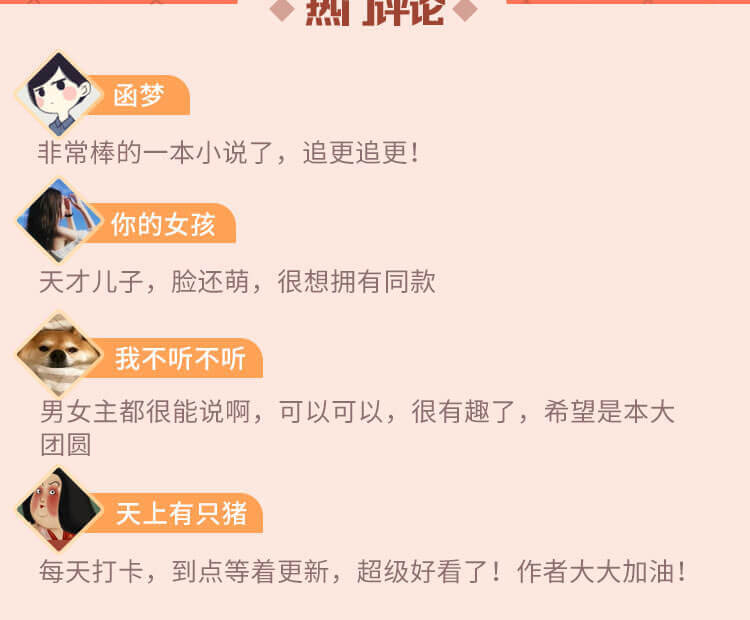 热门评论
函梦
非常棒的一本小说了，追更追更！
你的女孩
天才儿子，脸还萌，很想拥有同款
我不听不听
男女主都很能说啊，可以可以，很有趣了，希望是本大
团圆
天上有只猪
每天打卡，到点等着更新，超级好看了！作者大大加油！